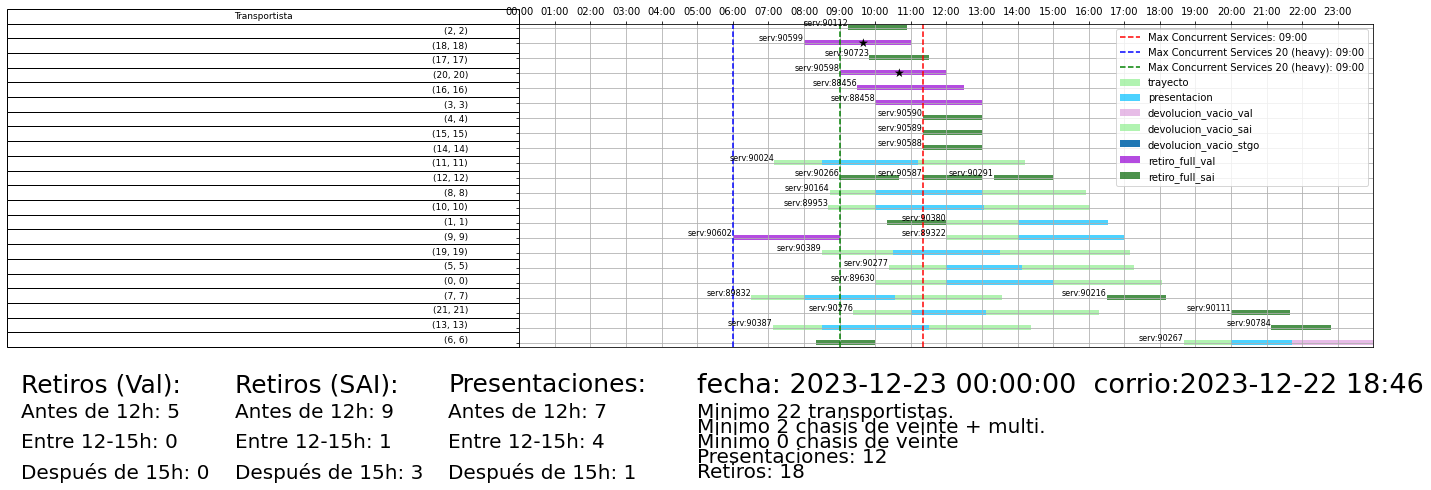 Transportista
00:00 01:00 02:00 03:00 04:00 05:00 06:00 07:00 08:00 09:00 10:00 11:00 12:00 13:00 14:00 15:00 16:00 17:00 18:00 19:00 20:00 21:00 22:00 23:00
(2, 2) serv:90112
(18, 18) serv:90599
(17, 17) serv:90723
(20, 20) serv:90598
(16, 16) serv:88456
(3, 3) serv:88458
(4, 4) serv:90590
(15, 15) serv:90589
(14, 14) serv:90588
(11, 11) serv:90024
(12, 12) serv:90266 serv:90587 serv:90291
(8, 8) serv:90164
(10, 10) serv:89953
(1, 1) serv:90380
(9, 9) serv:90602 serv:89322
(19, 19) serv:90389
(5, 5) serv:90277
(0, 0) serv:89630
(7, 7) serv:89832 serv:90216
(21, 21) serv:90276 serv:90111
(13, 13) serv:90387 serv:90784
(6, 6) serv:90267
Max Concurrent Services: 09:00
Max Concurrent Services 20 (heavy): 09:00
Max Concurrent Services 20 (heavy): 09:00
trayecto
presentacion
devolucion_vacio_val
devolucion_vacio_sai
devolucion_vacio_stgo
retiro_full_val
retiro_full_sai
Retiros (Val):
Antes de 12h: 5
Entre 12-15h: 0
Después de 15h: 0
Retiros (SAI):
Antes de 12h: 9
Entre 12-15h: 1
Después de 15h: 3
Presentaciones:
Antes de 12h: 7
Entre 12-15h: 4
Después de 15h: 1
fecha: 2023-12-23 00:00:00 corrio:2023-12-22 18:46
Minimo 22 transportistas.
Minimo 2 chasis de veinte + multi.
Minimo 0 chasis de veinte
Presentaciones: 12
Retiros: 18